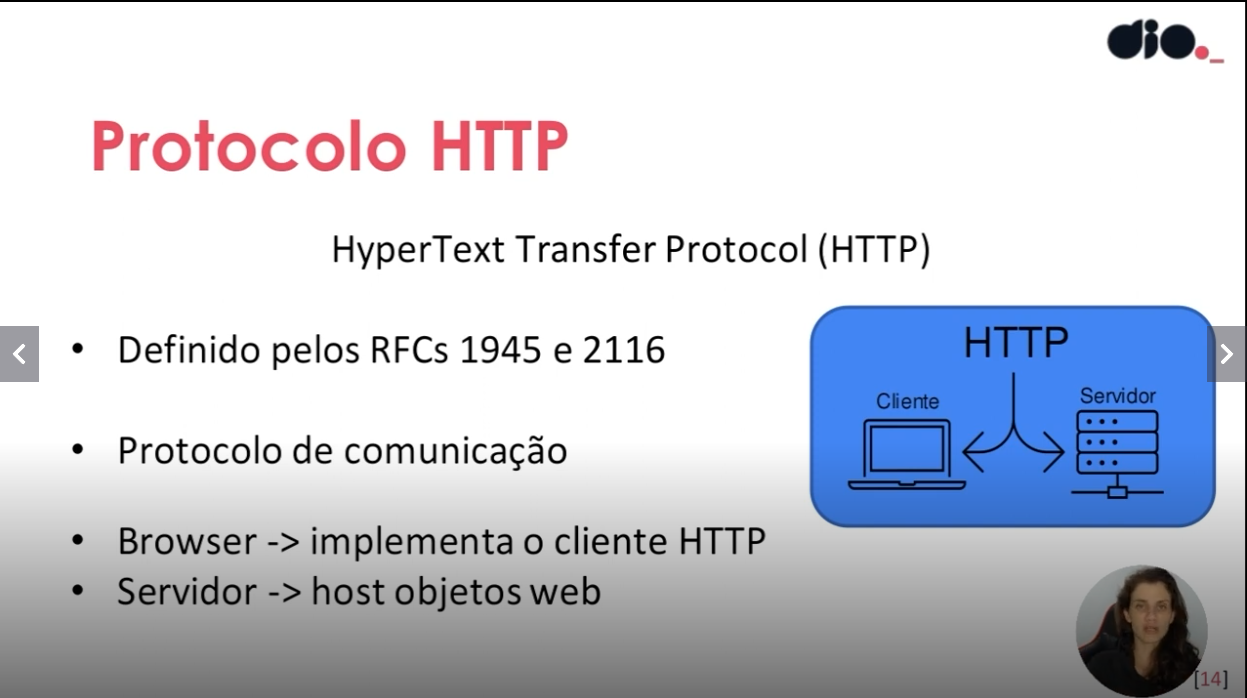 dio._
Protocolo HTTP
HyperText Transfer Protocol (HTTP)
• Definido pelos RFCs 1945 e 2116
• Protocolo de comunicação
• Browser -> implementa o cliente HTTP
• Servidor -> host objetos web
HTTP
Cliente
Servidor
[14]